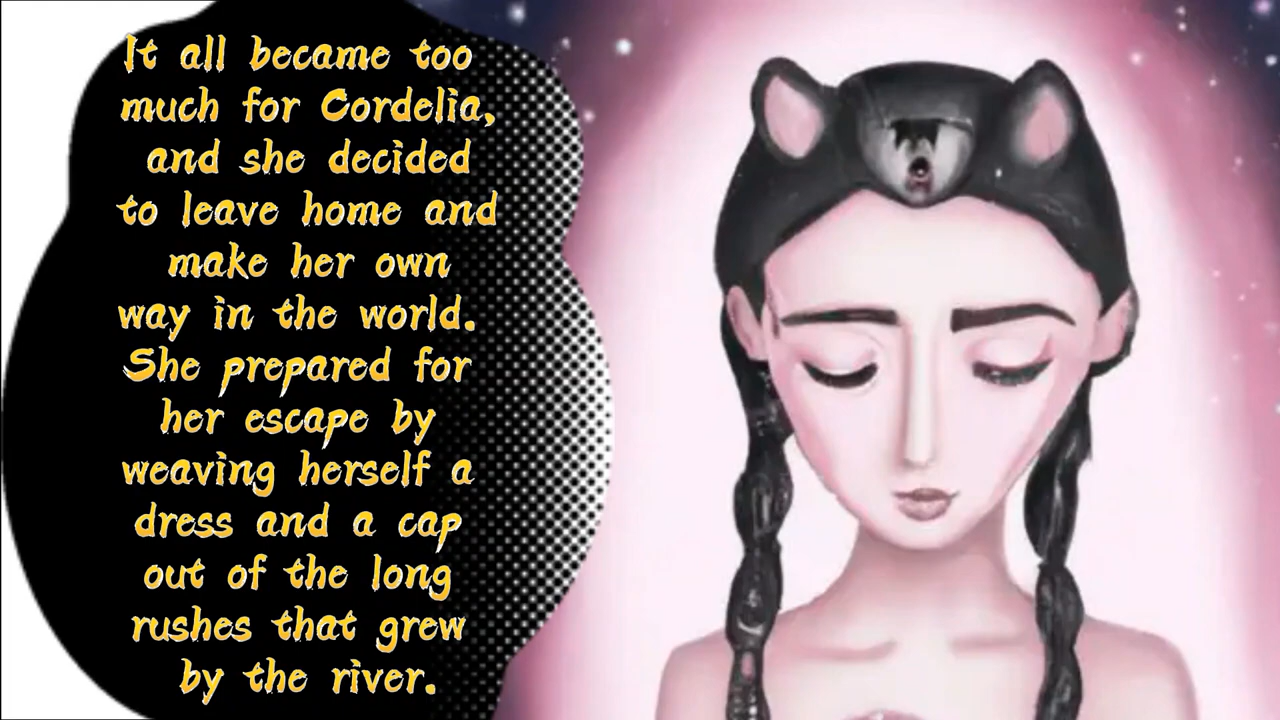 It all became too
much for Cordelia,
and she decided
to leave home and
make her own
way in the world.
She prepared for
her escape by
weaving herself a
dress and a cap
out of the long
rushes that grew
by the river.